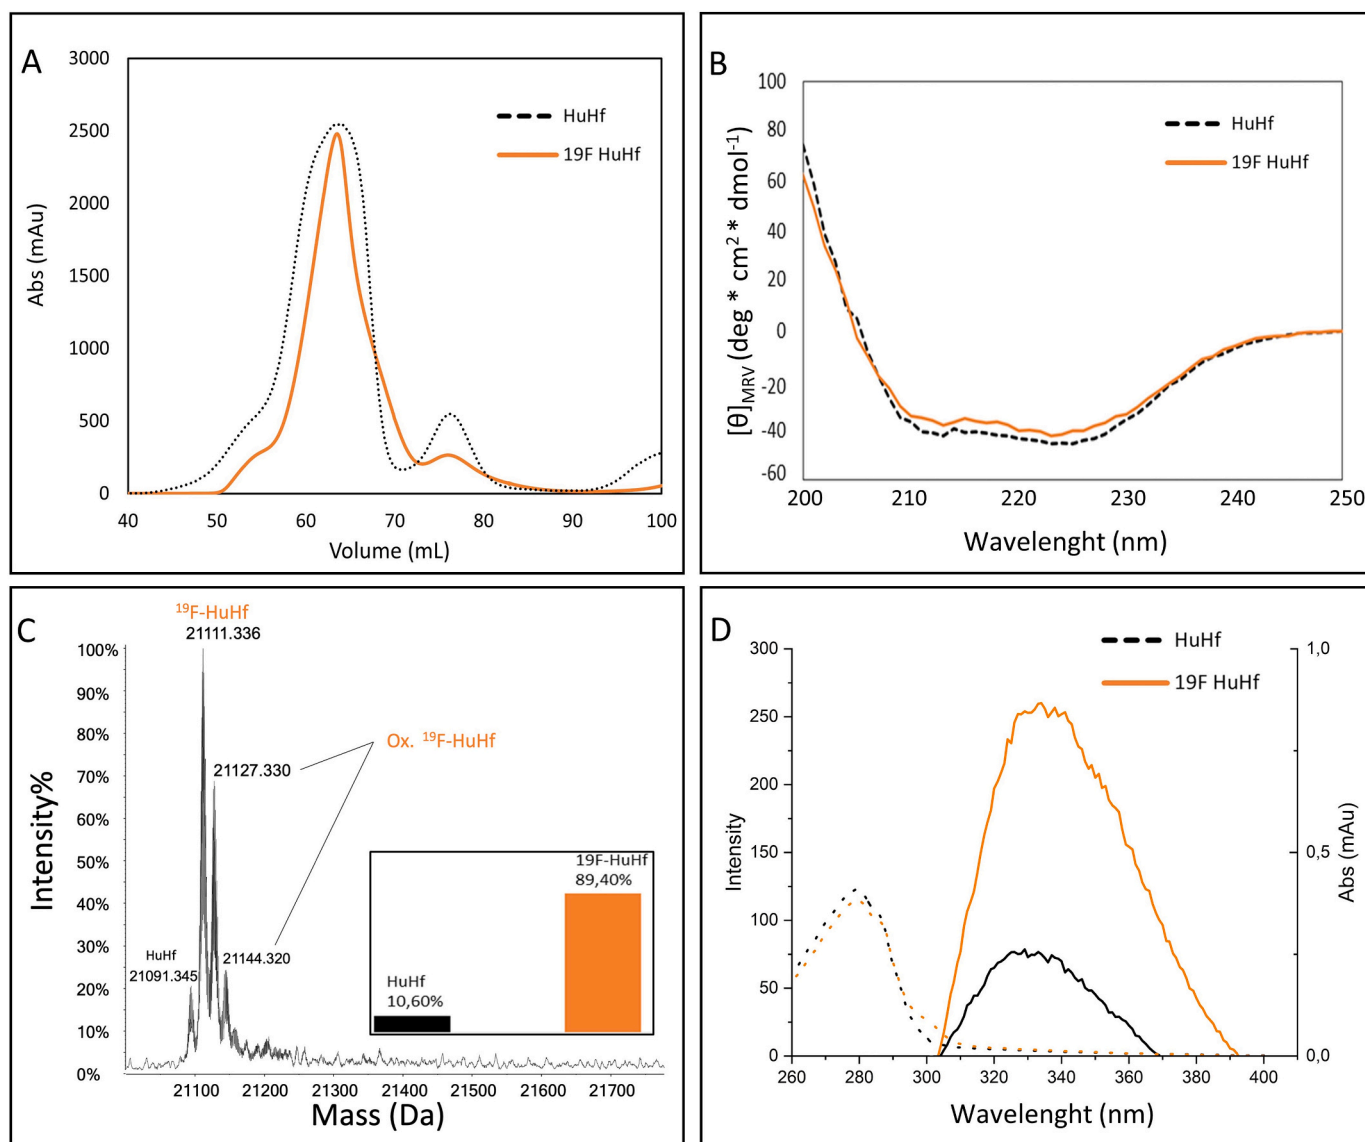 A
3000
2500
2000
1500
1000
500
0
40 50 60 70 80 90 100
Abs (mAu)
Volume (mL)
HuHf
19F HuHf
B
100
80
60
40
20
0
-20
-40
-60
200 210 220 230 240 250
[θ]MRV (deg * cm² * dmol⁻¹)
Wavelenght (nm)
HuHf
19F HuHf
C
¹⁹F-HuHf
21111.336
100%
90%
80%
70%
60%
50%
40%
30%
20%
10%
0%
Intensity%
Ox. ¹⁹F-HuHf
21127.330
HuHf
21091.345
21144.320
19F-HuHf
89,40%
HuHf
10,60%
21100 21200 21300 21400 21500 21600 21700
Mass (Da)
D
HuHf
19F HuHf
300
250
200
150
100
50
0
Intensity
1,0
0,5
0,0
Abs (mAu)
260 280 300 320 340 360 380 400
Wavelenght (nm)